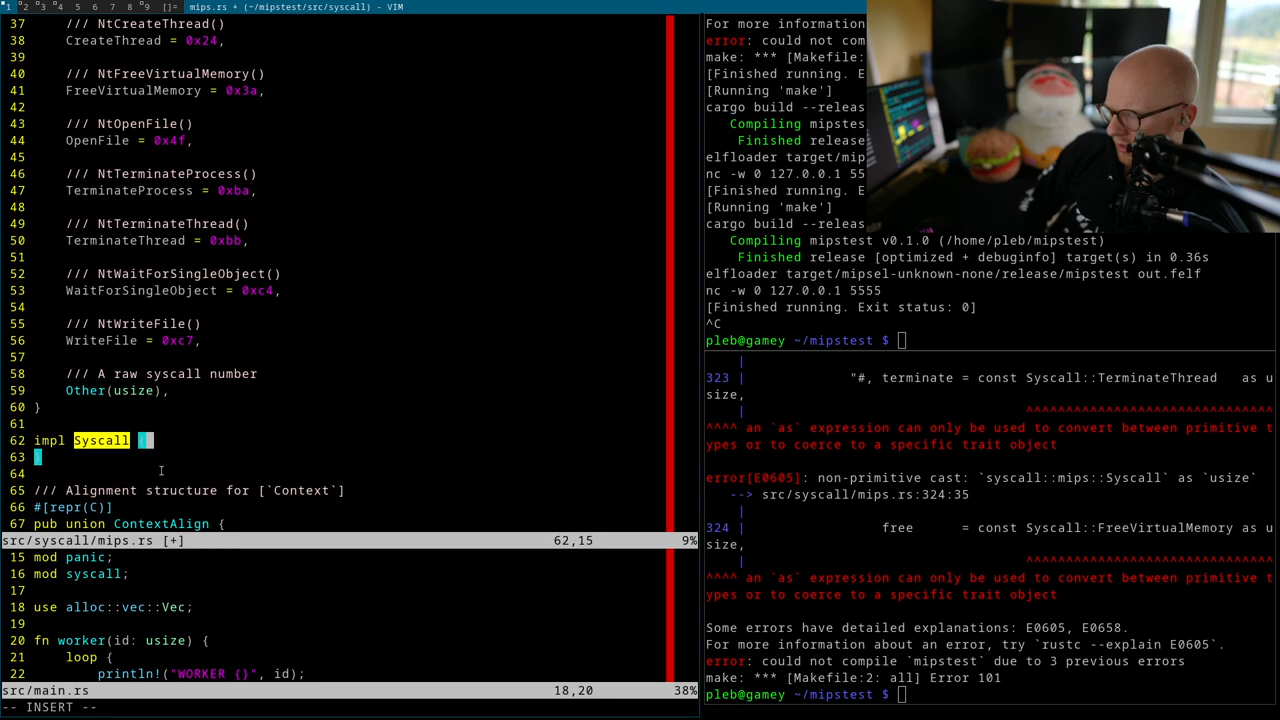 1 2 3 4 5 6 7 8 9 []= mips.rs + (~/mipstest/src/syscall) - VIM
37 /// NtCreateThread()
38 CreateThread = 0x24,
39
40 /// NtFreeVirtualMemory()
41 FreeVirtualMemory = 0x3a,
42
43 /// NtOpenFile()
44 OpenFile = 0x4f,
45
46 /// NtTerminateProcess()
47 TerminateProcess = 0xba,
48
49 /// NtTerminateThread()
50 TerminateThread = 0xbb,
51
52 /// NtWaitForSingleObject()
53 WaitForSingleObject = 0xc4,
54
55 /// NtWriteFile()
56 WriteFile = 0xc7,
57
58 /// A raw syscall number
59 Other(usize),
60 }
61
62 impl Syscall {
63 }
64
65 /// Alignment structure for [`Context`]
66 #[repr(C)]
67 pub union ContextAlign {
src/syscall/mips.rs [+] 62,15 9%
15 mod panic;
16 mod syscall;
17
18 use alloc::vec::Vec;
19
20 fn worker(id: usize) {
21 loop {
22 println!("WORKER {}", id);
src/main.rs 18,20 38%
-- INSERT --
For more information
error: could not com
make: *** [Makefile:
[Finished running. E
[Running 'make']
cargo build --releas
Compiling mipstes
Finished release
elfloader target/mip
nc -w 0 127.0.0.1 55
[Finished running. E
[Running 'make']
cargo build --releas
Compiling mipstest v0.1.0 (/home/pleb/mipstest)
Finished release [optimized + debuginfo] target(s) in 0.36s
elfloader target/mipsel-unknown-none/release/mipstest out.felf
nc -w 0 127.0.0.1 5555
[Finished running. Exit status: 0]
^C
pleb@gamey ~/mipstest $
|
323 | "#, terminate = const Syscall::TerminateThread as u
size,
| ^^^^^^^^^^^^^^^^^^^^^^^^^^^^^^^
^^^^ an `as` expression can only be used to convert between primitive t
ypes or to coerce to a specific trait object
error[E0605]: non-primitive cast: `syscall::mips::Syscall` as `usize`
--> src/syscall/mips.rs:324:35
|
324 | free = const Syscall::FreeVirtualMemory as u
size,
| ^^^^^^^^^^^^^^^^^^^^^^^^^^^^^^^
^^^^ an `as` expression can only be used to convert between primitive t
ypes or to coerce to a specific trait object
Some errors have detailed explanations: E0605, E0658.
For more information about an error, try `rustc --explain E0605`.
error: could not compile `mipstest` due to 3 previous errors
make: *** [Makefile:2: all] Error 101
pleb@gamey ~/mipstest $